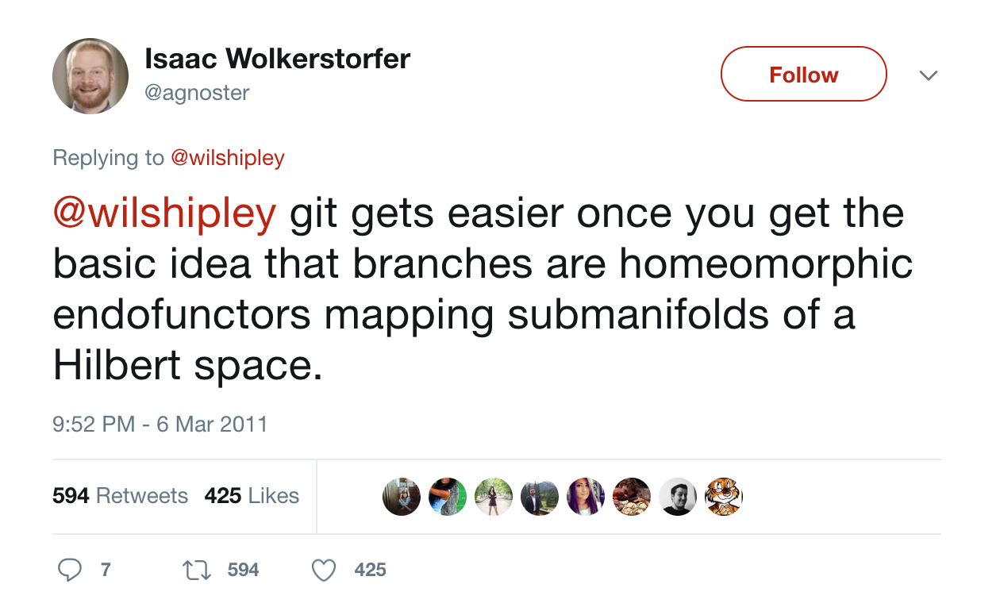 Isaac Wolkerstorfer
@agnoster
Follow
Replying to @wilshipley
@wilshipley git gets easier once you get the
basic idea that branches are homeomorphic
endofunctors mapping submanifolds of a
Hilbert space.
9:52 PM - 6 Mar 2011
594 Retweets 425 Likes
7 594 425